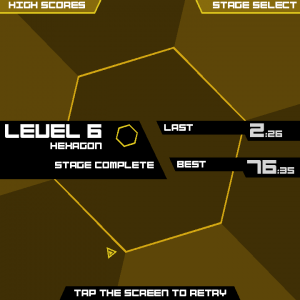 HIGH SCORES
STAGE SELECT
LEVEL 6
HEXAGON
STAGE COMPLETE
LAST
2:26
BEST
76:35
TAP THE SCREEN TO RETRY